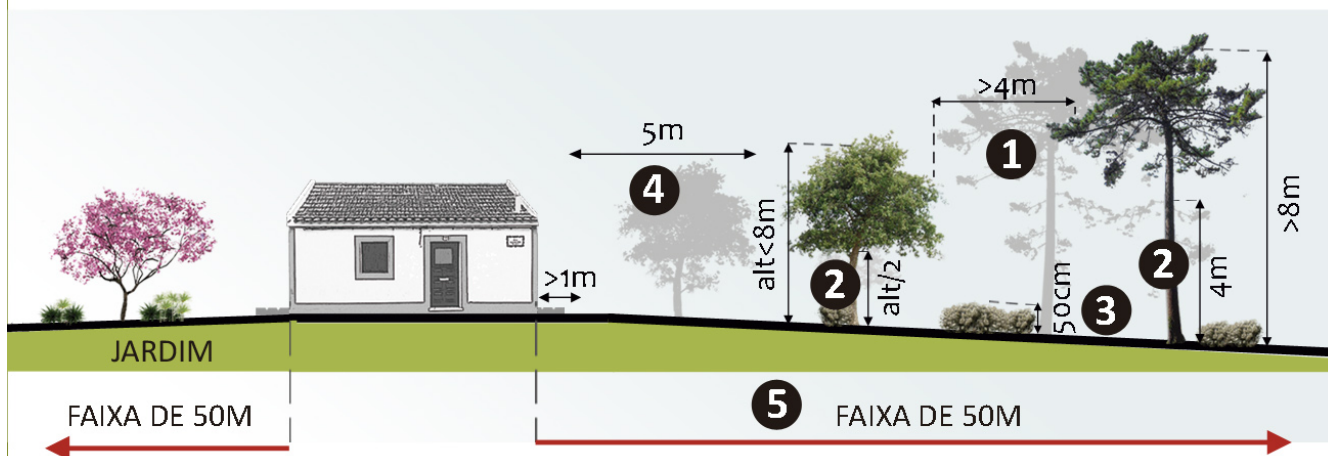 >4m
5m
1
4
alt<8m
>8m
>1m
2
alt/2
2
4m
50cm
3
JARDIM
5
FAIXA DE 50M
FAIXA DE 50M